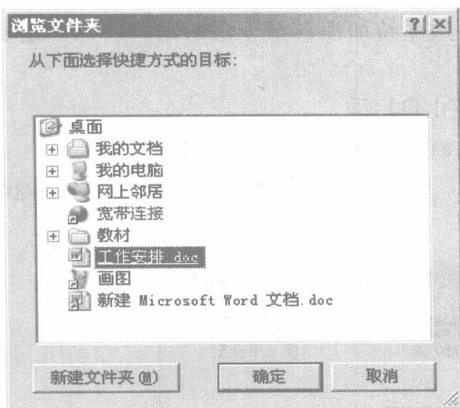 浏览文件夹
从下面选择快捷方式的目标:
桌面
我的文档
我的电脑
网上邻居
宽带连接
教材
工作安排.doc
画图
新建 Microsoft Word 文档.doc
新建文件夹(M)
确定
取消